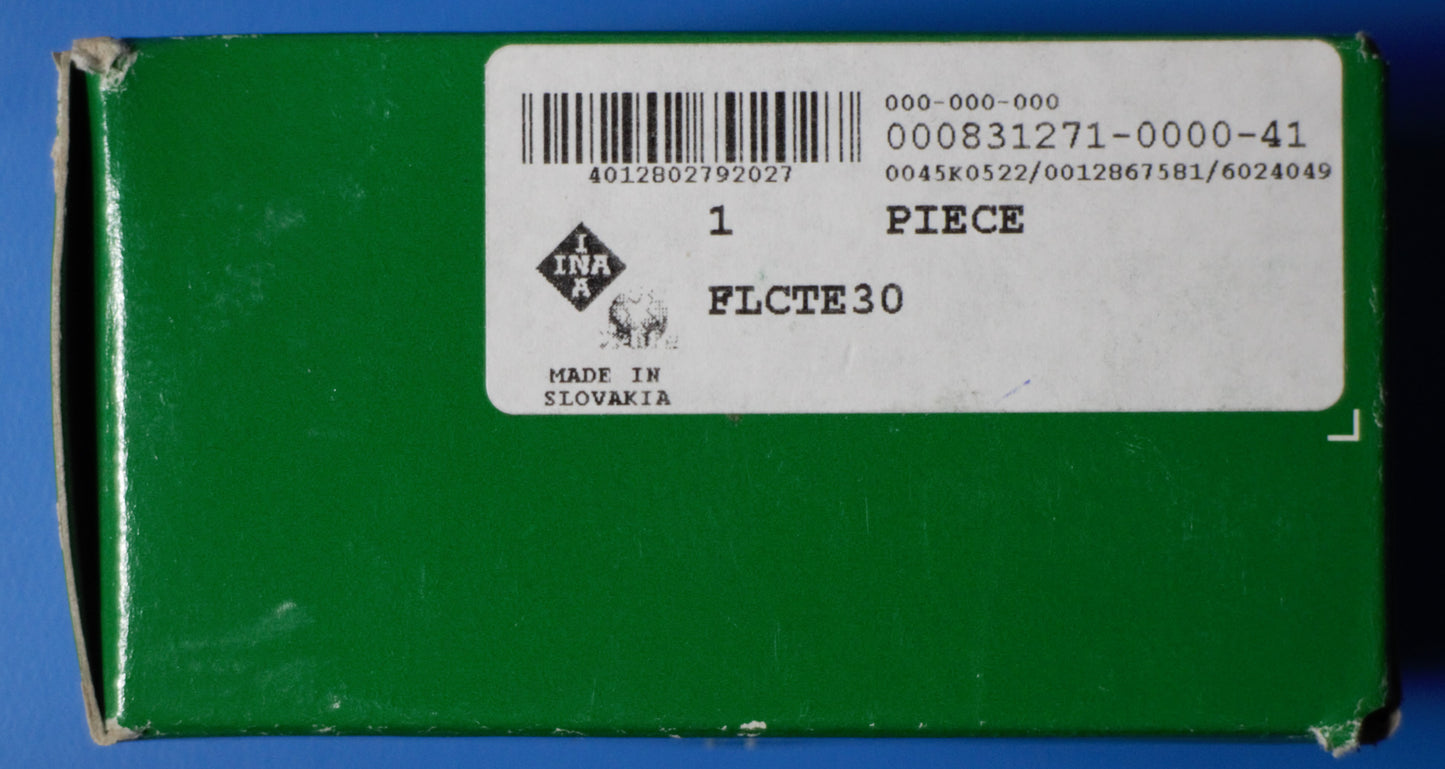 000-000-000
000831271-0000-41
4012802792027
0045K0522/0012867581/6024049
1 PIECE
I
INA
A
FLCTE30
MADE IN
SLOVAKIA